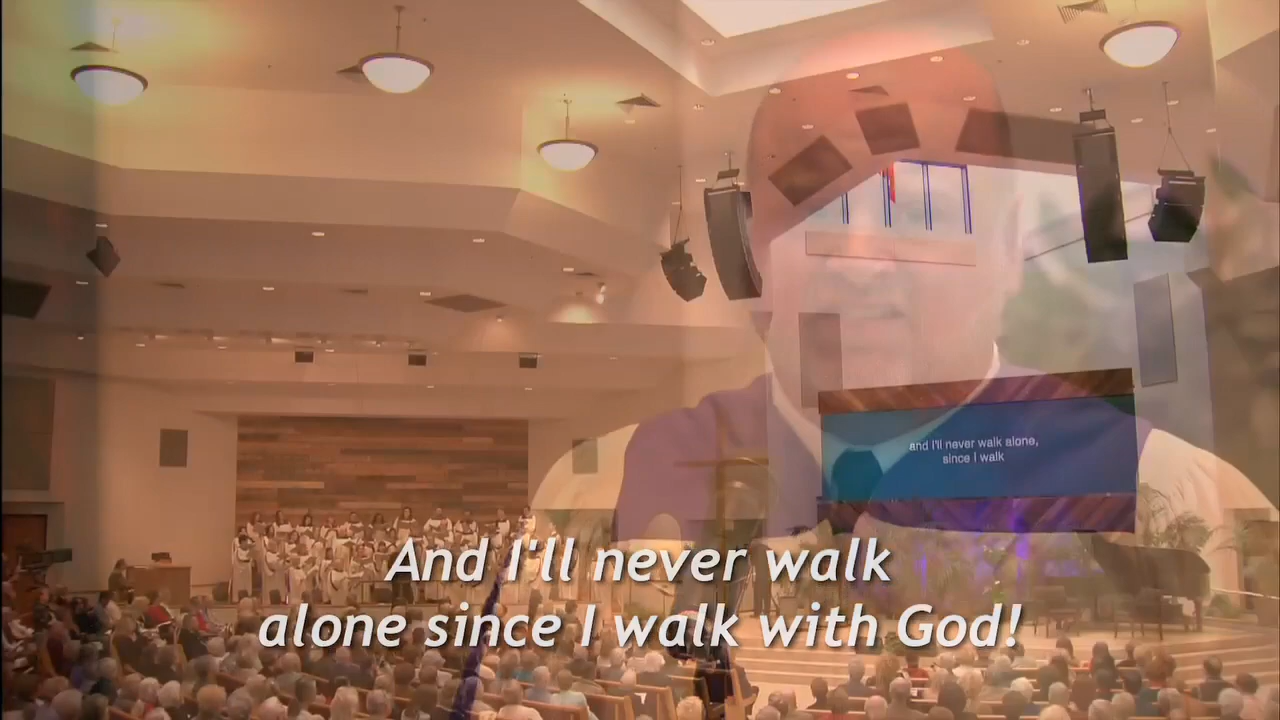 and I'll never walk alone,
since I walk
And I'll never walk
alone since I walk with God!